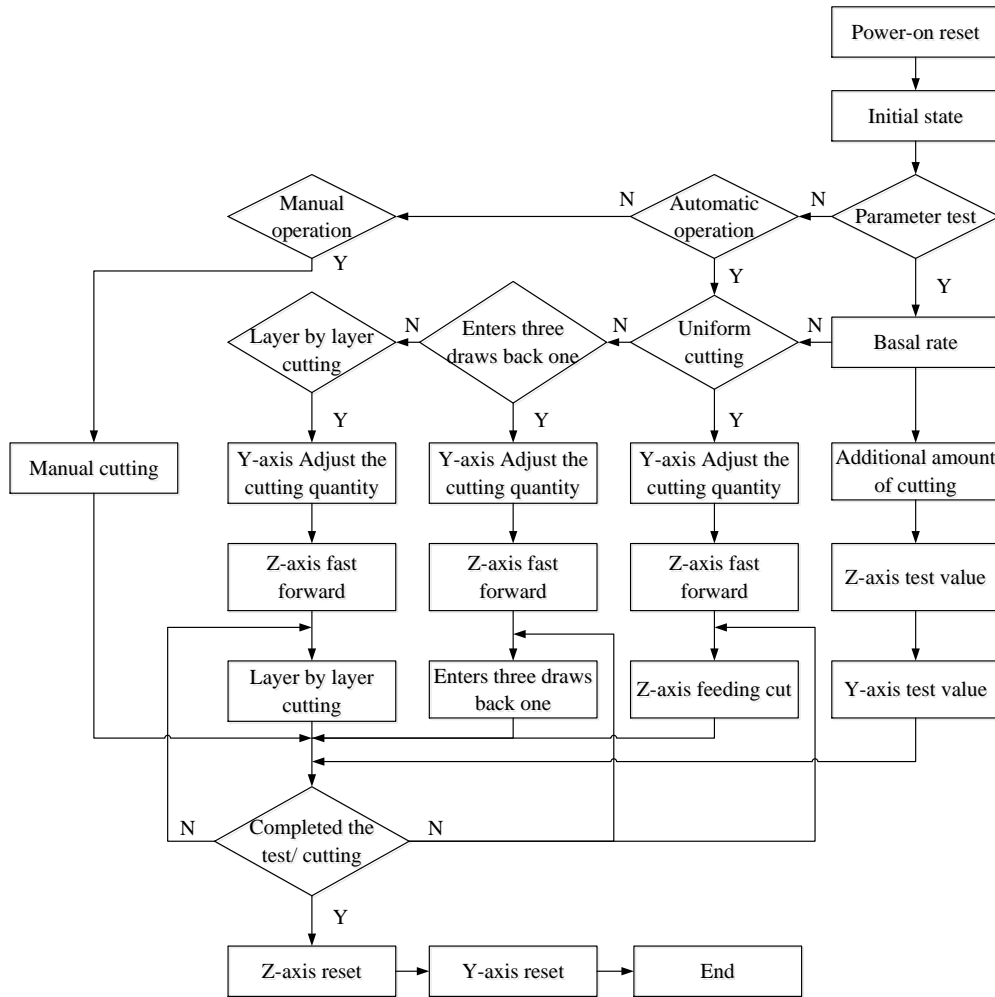 Power-on reset
Initial state
Manual
operation
N
Automatic
operation
N
Parameter test
Y
Y
Y
Layer by layer
cutting
N
Enters three
draws back one
N
Uniform
cutting
N
Basal rate
Y
Y
Y
Manual cutting
Y-axis Adjust the
cutting quantity
Y-axis Adjust the
cutting quantity
Y-axis Adjust the
cutting quantity
Additional amount
of cutting
Z-axis fast
forward
Z-axis fast
forward
Z-axis fast
forward
Z-axis test value
Layer by layer
cutting
Enters three draws
back one
Z-axis feeding cut
Y-axis test value
N
Completed the
test/ cutting
N
Y
Z-axis reset
Y-axis reset
End